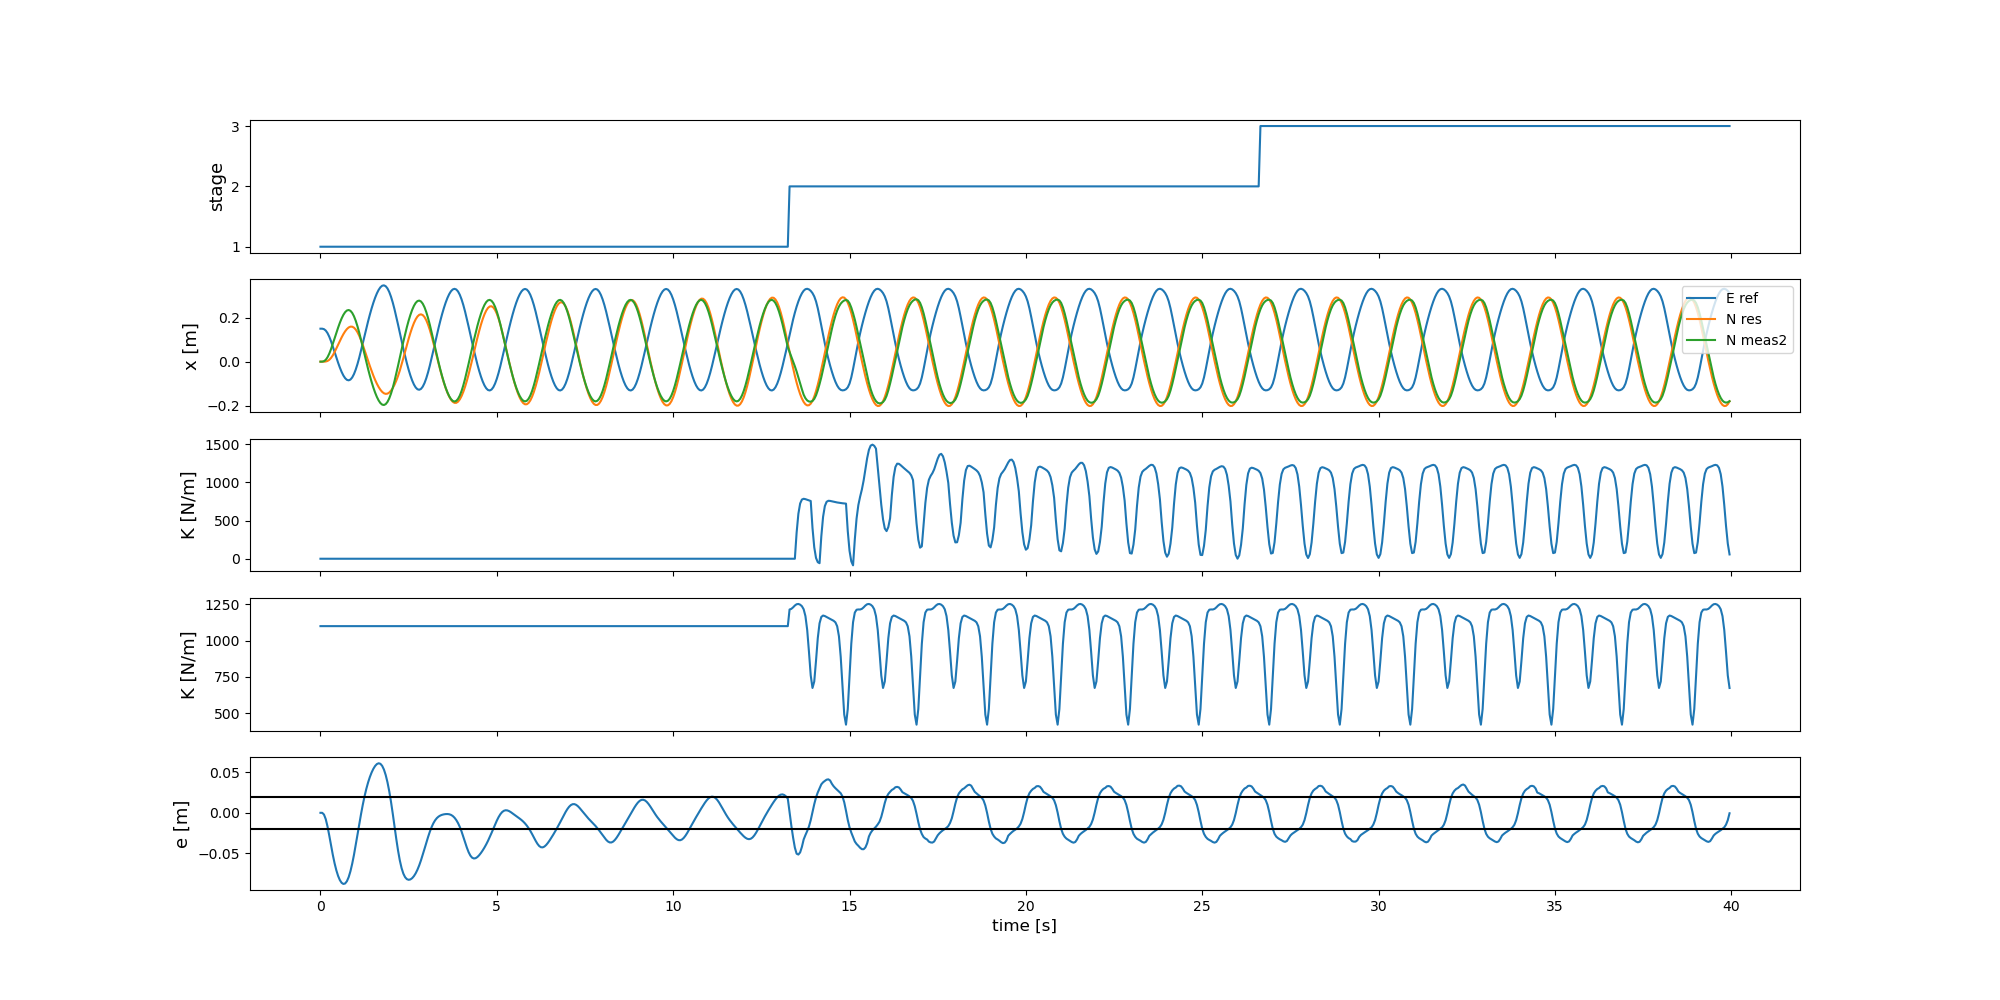 stage
3
2
1
x [m]
0.2
0.0
−0.2
E ref
N res
N meas2
K [N/m]
1500
1000
500
0
K [N/m]
1250
1000
750
500
e [m]
0.05
0.00
−0.05
0 5 10 15 20 25 30 35 40
time [s]